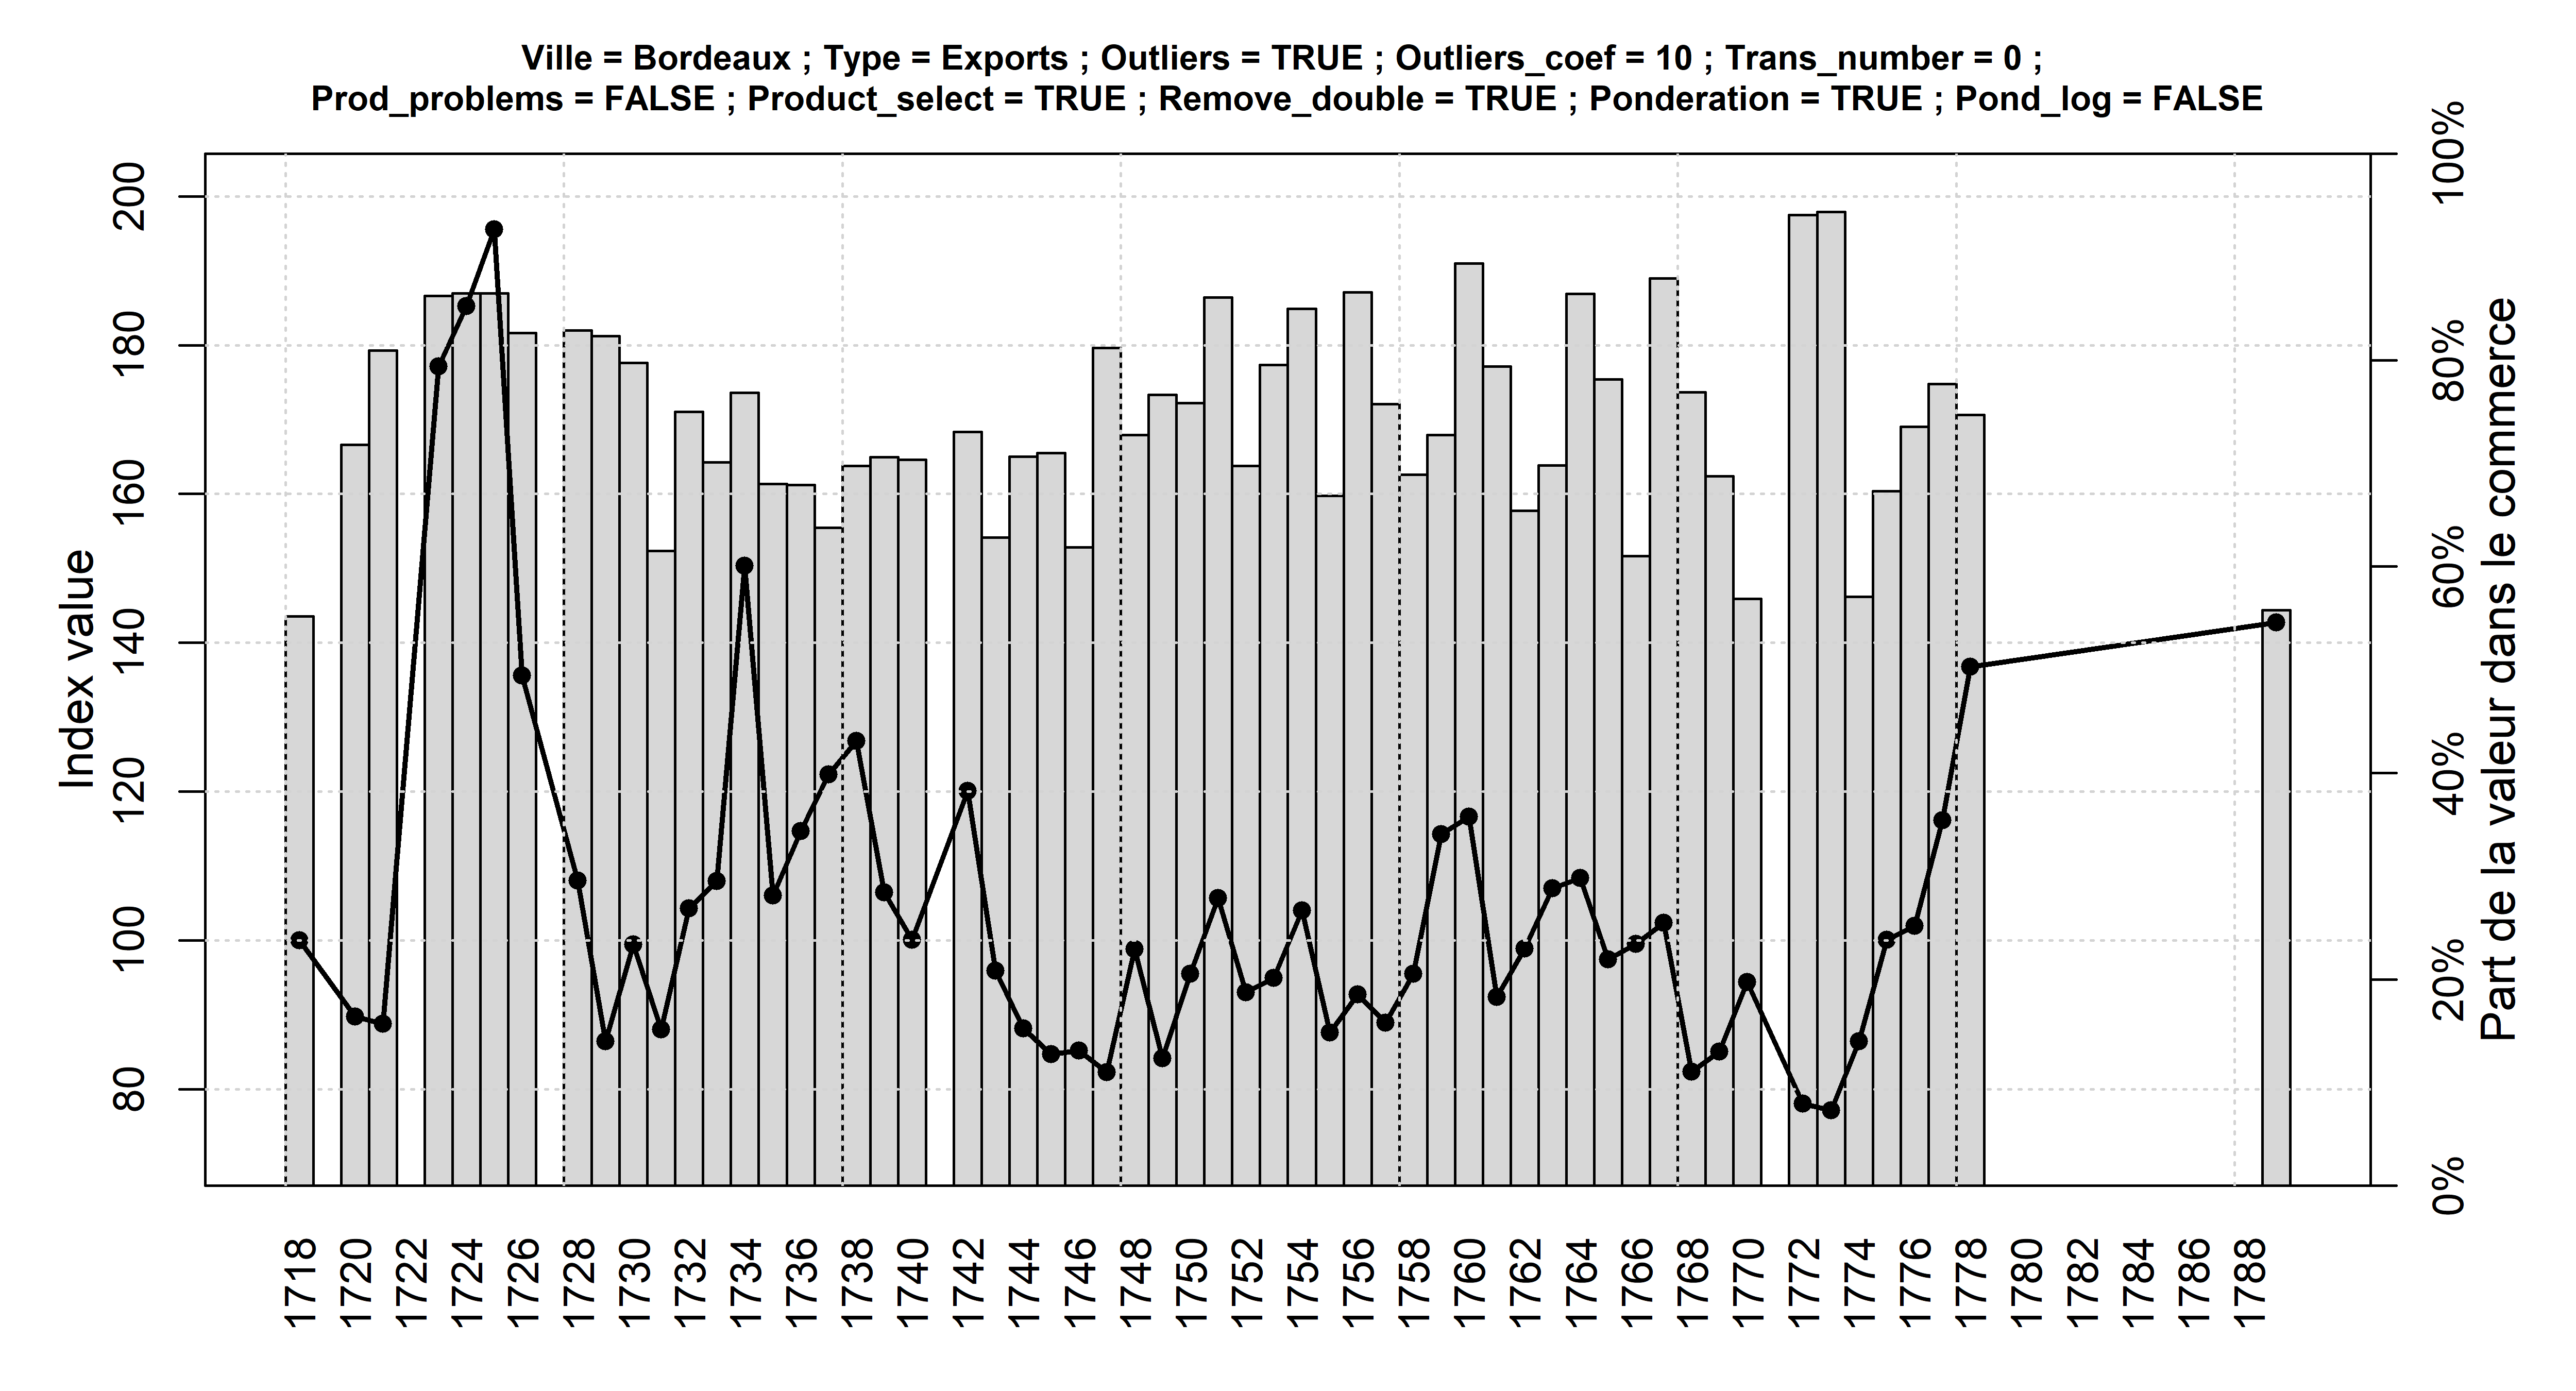 Ville = Bordeaux ; Type = Exports ; Outliers = TRUE ; Outliers_coef = 10 ; Trans_number = 0 ;
Prod_problems = FALSE ; Product_select = TRUE ; Remove_double = TRUE ; Ponderation = TRUE ; Pond_log = FALSE
Index value
200
180
160
140
120
100
80
100%
80%
60%
40%
20%
0%
Part de la valeur dans le commerce
1718 1720 1722 1724 1726 1728 1730 1732 1734 1736 1738 1740 1742 1744 1746 1748 1750 1752 1754 1756 1758 1760 1762 1764 1766 1768 1770 1772 1774 1776 1778 1780 1782 1784 1786 1788